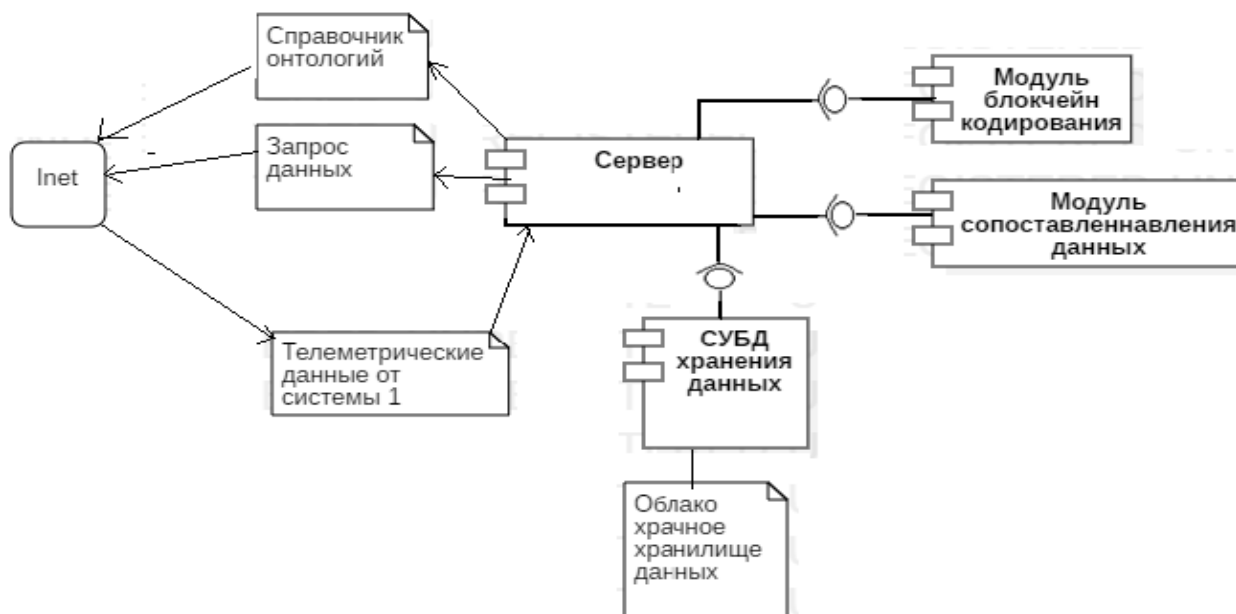 Справочник
онтологий
Модуль
блокчейн
кодирования
Запрос
данных
Сервер
Inet
Модуль
сопоставленнавления
данных
Телеметрические
данные от
системы 1
СУБД
хранения
данных
Облако
храчное
хранилище
данных